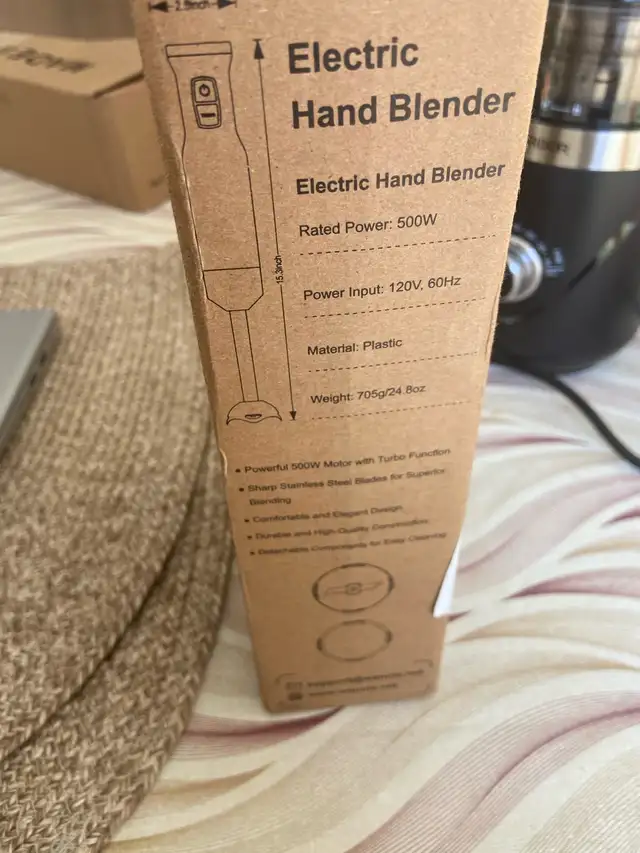 2.5inch
Electric
Hand Blender
Electric Hand Blender
Rated Power: 500W
Power Input: 120V, 60Hz
15.3inch
Material: Plastic
Weight: 705g/24.8oz
• Powerful 500W Motor with Turbo Function
• Sharp Stainless Steel Blades for Superior
Blending
• Comfortable and Elegant Design
• Durable and High-Quality Construction
• Detachable Components for Easy Cleaning